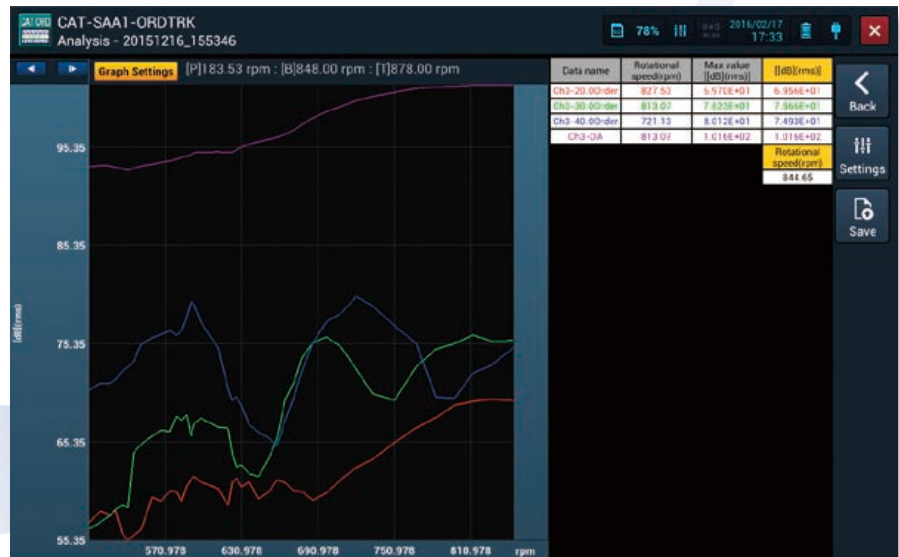 CAT ORD
CAT-SAA1-ORDTRK
Analysis - 20151216_155346
78%
2016/02/17
17:33
Graph Settings
[P]183.53 rpm : [B]848.00 rpm : [T]878.00 rpm
Data name Rotational speed(rpm) Max value [[dB](rms)] [[dB](rms)]
Ch3-20.0Order 827.53 6.970E+01 6.956E+01
Ch3-30.0Order 813.07 7.623E+01 7.565E+01
Ch3-40.0Order 721.13 8.012E+01 7.493E+01
Ch3-OA 813.07 1.016E+02 1.016E+02
Rotational speed(rpm)
844.65
Back
Settings
Save
[dB](rms)
95.35
85.35
75.35
65.35
55.35
570.978 630.978 690.978 750.978 810.978 rpm